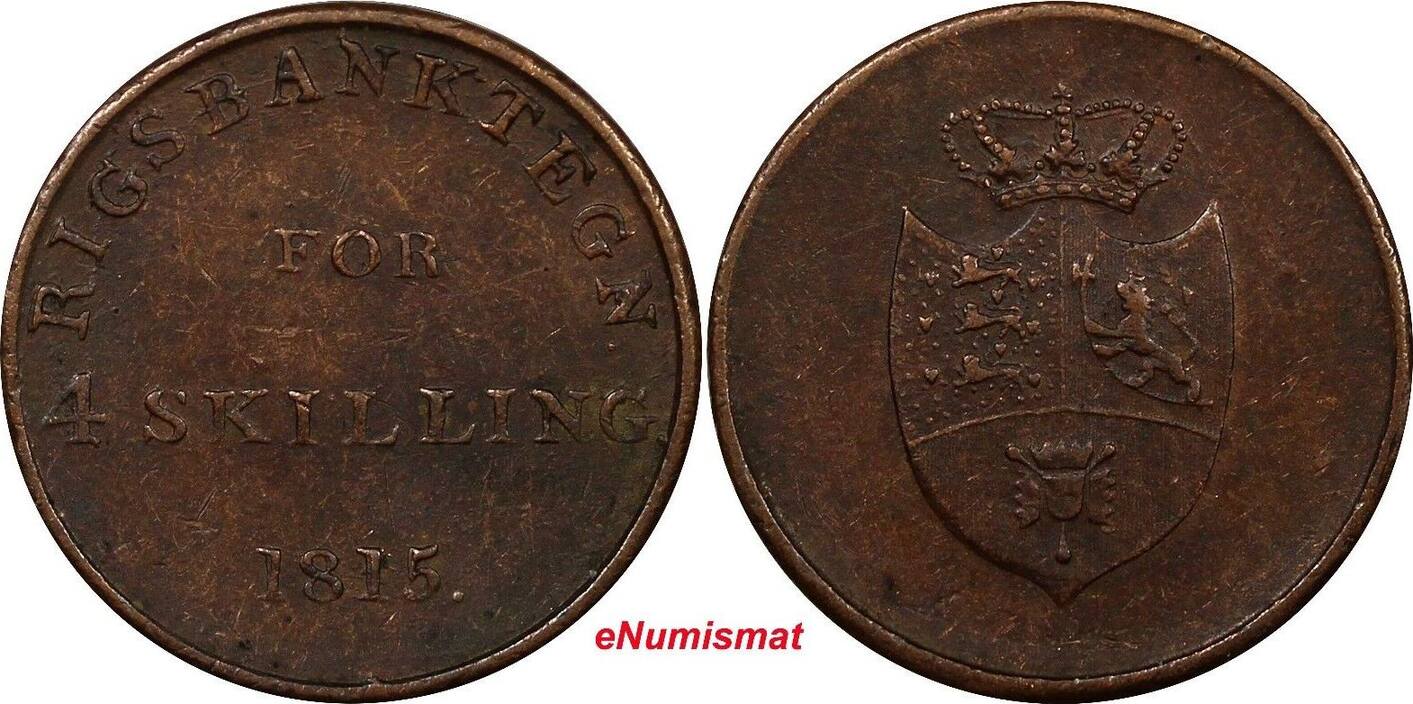 RIGSBANKTEGN.
FOR
4 SKILLING.
1815.
eNumismat